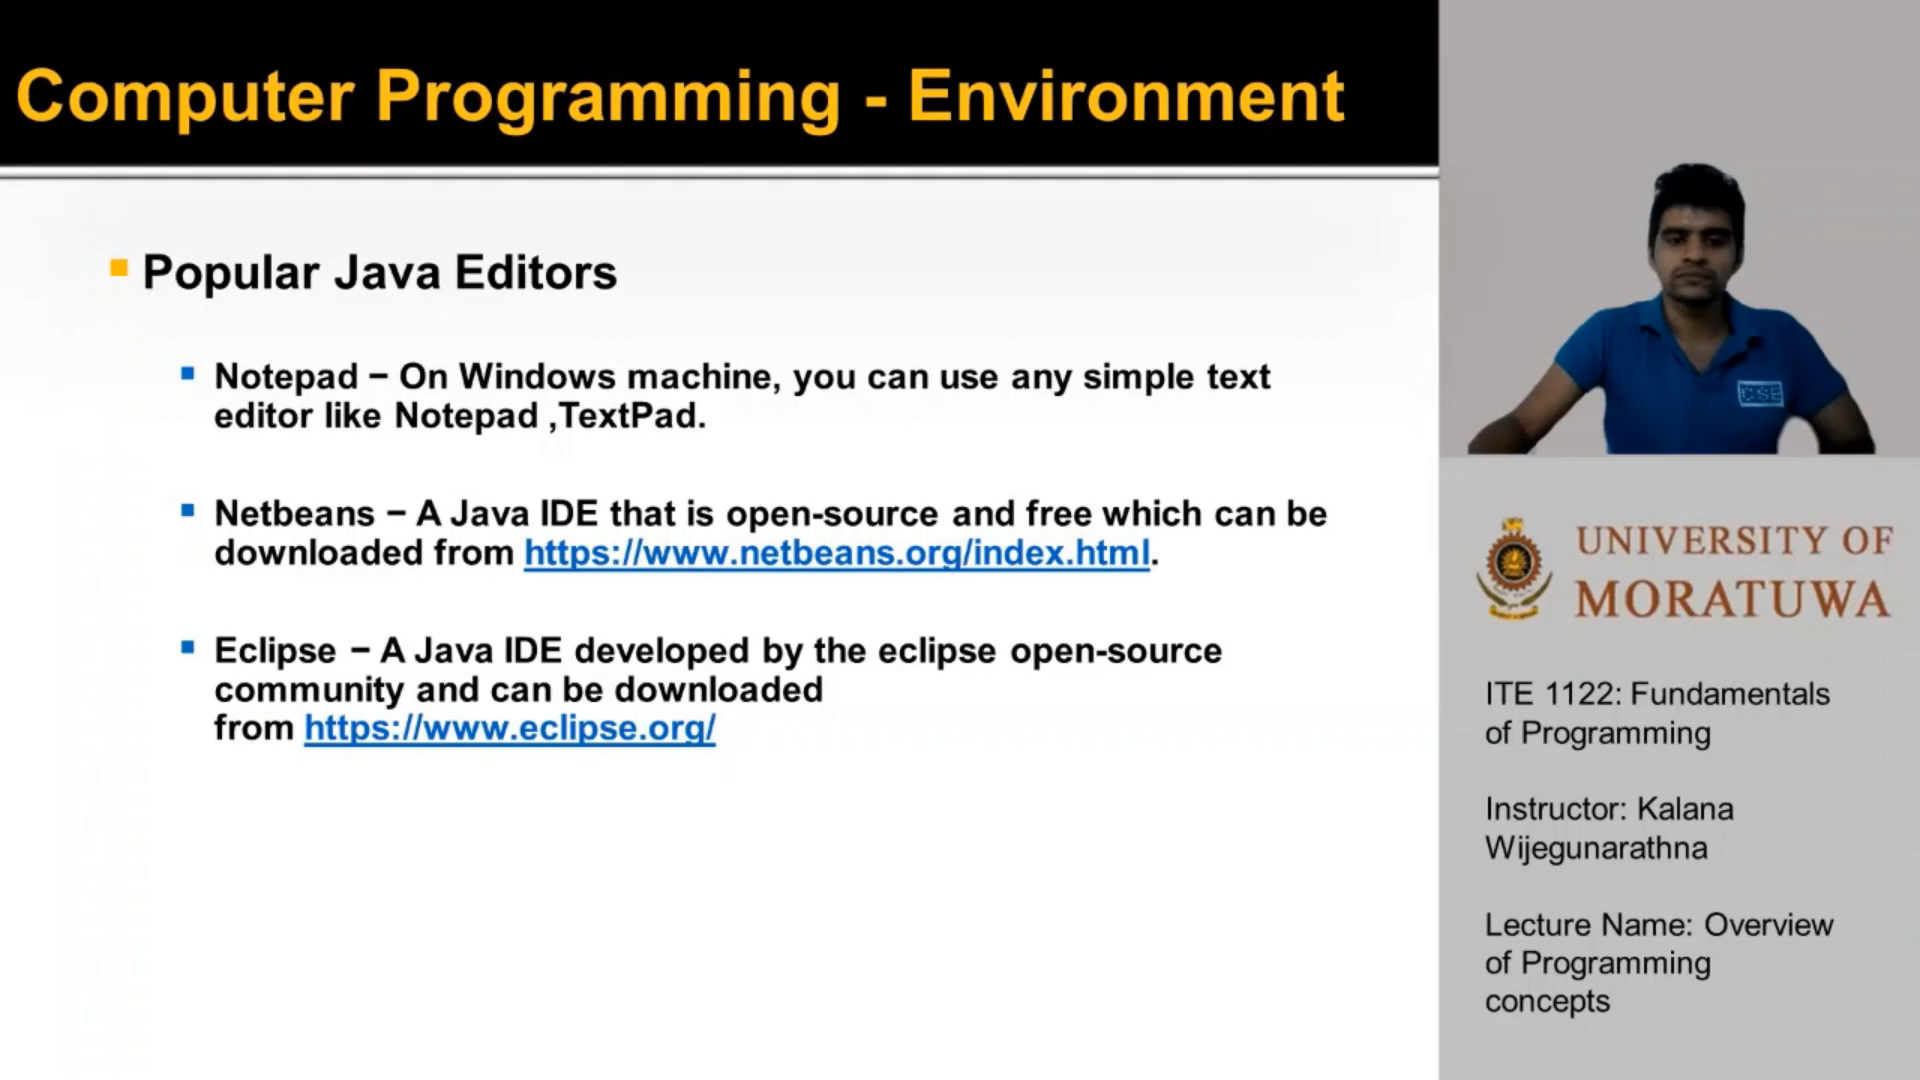 Computer Programming - Environment
Popular Java Editors
Notepad – On Windows machine, you can use any simple text
editor like Notepad ,TextPad.
Netbeans – A Java IDE that is open-source and free which can be
downloaded from https://www.netbeans.org/index.html.
Eclipse – A Java IDE developed by the eclipse open-source
community and can be downloaded
from https://www.eclipse.org/
CSE
UNIVERSITY OF
MORATUWA
ITE 1122: Fundamentals
of Programming
Instructor: Kalana
Wijegunarathna
Lecture Name: Overview
of Programming
concepts